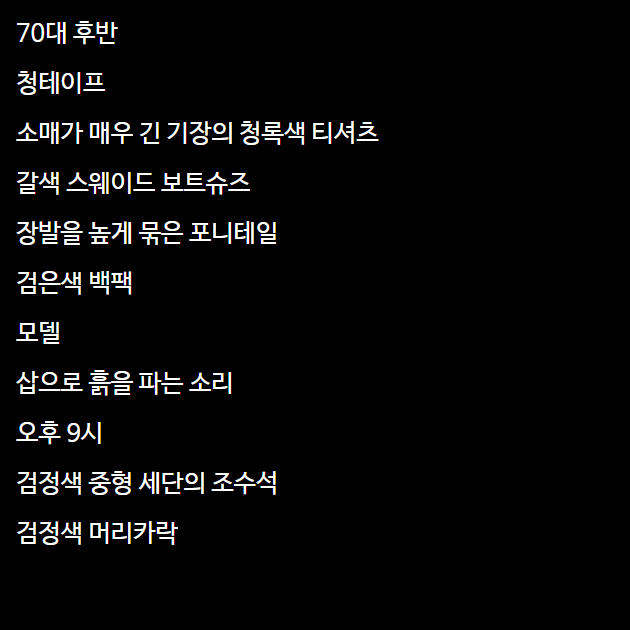 70대 후반
청테이프
소매가 매우 긴 기장의 청록색 티셔츠
갈색 스웨이드 보트슈즈
장발을 높게 묶은 포니테일
검은색 백팩
모델
삽으로 흙을 파는 소리
오후 9시
검정색 중형 세단의 조수석
검정색 머리카락